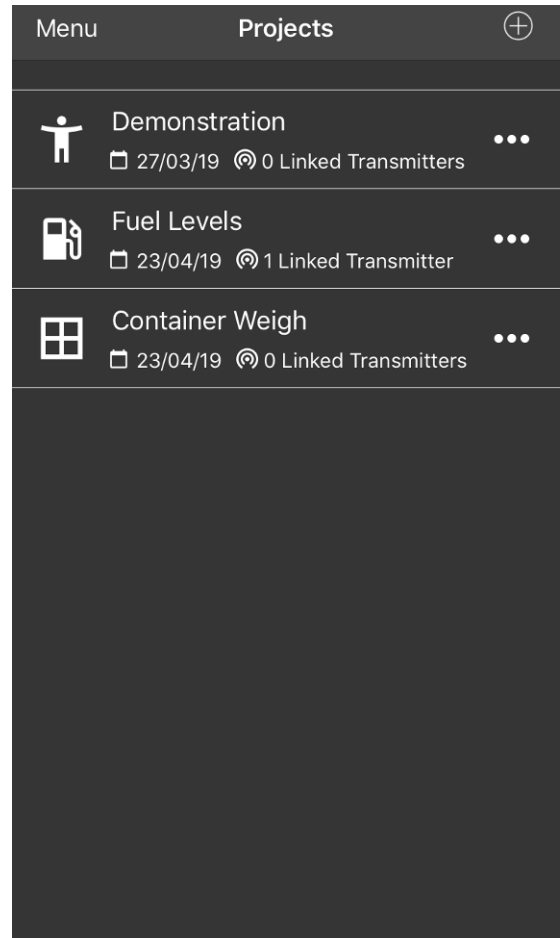 Menu Projects
Demonstration
27/03/19 0 Linked Transmitters
Fuel Levels
23/04/19 1 Linked Transmitter
Container Weigh
23/04/19 0 Linked Transmitters